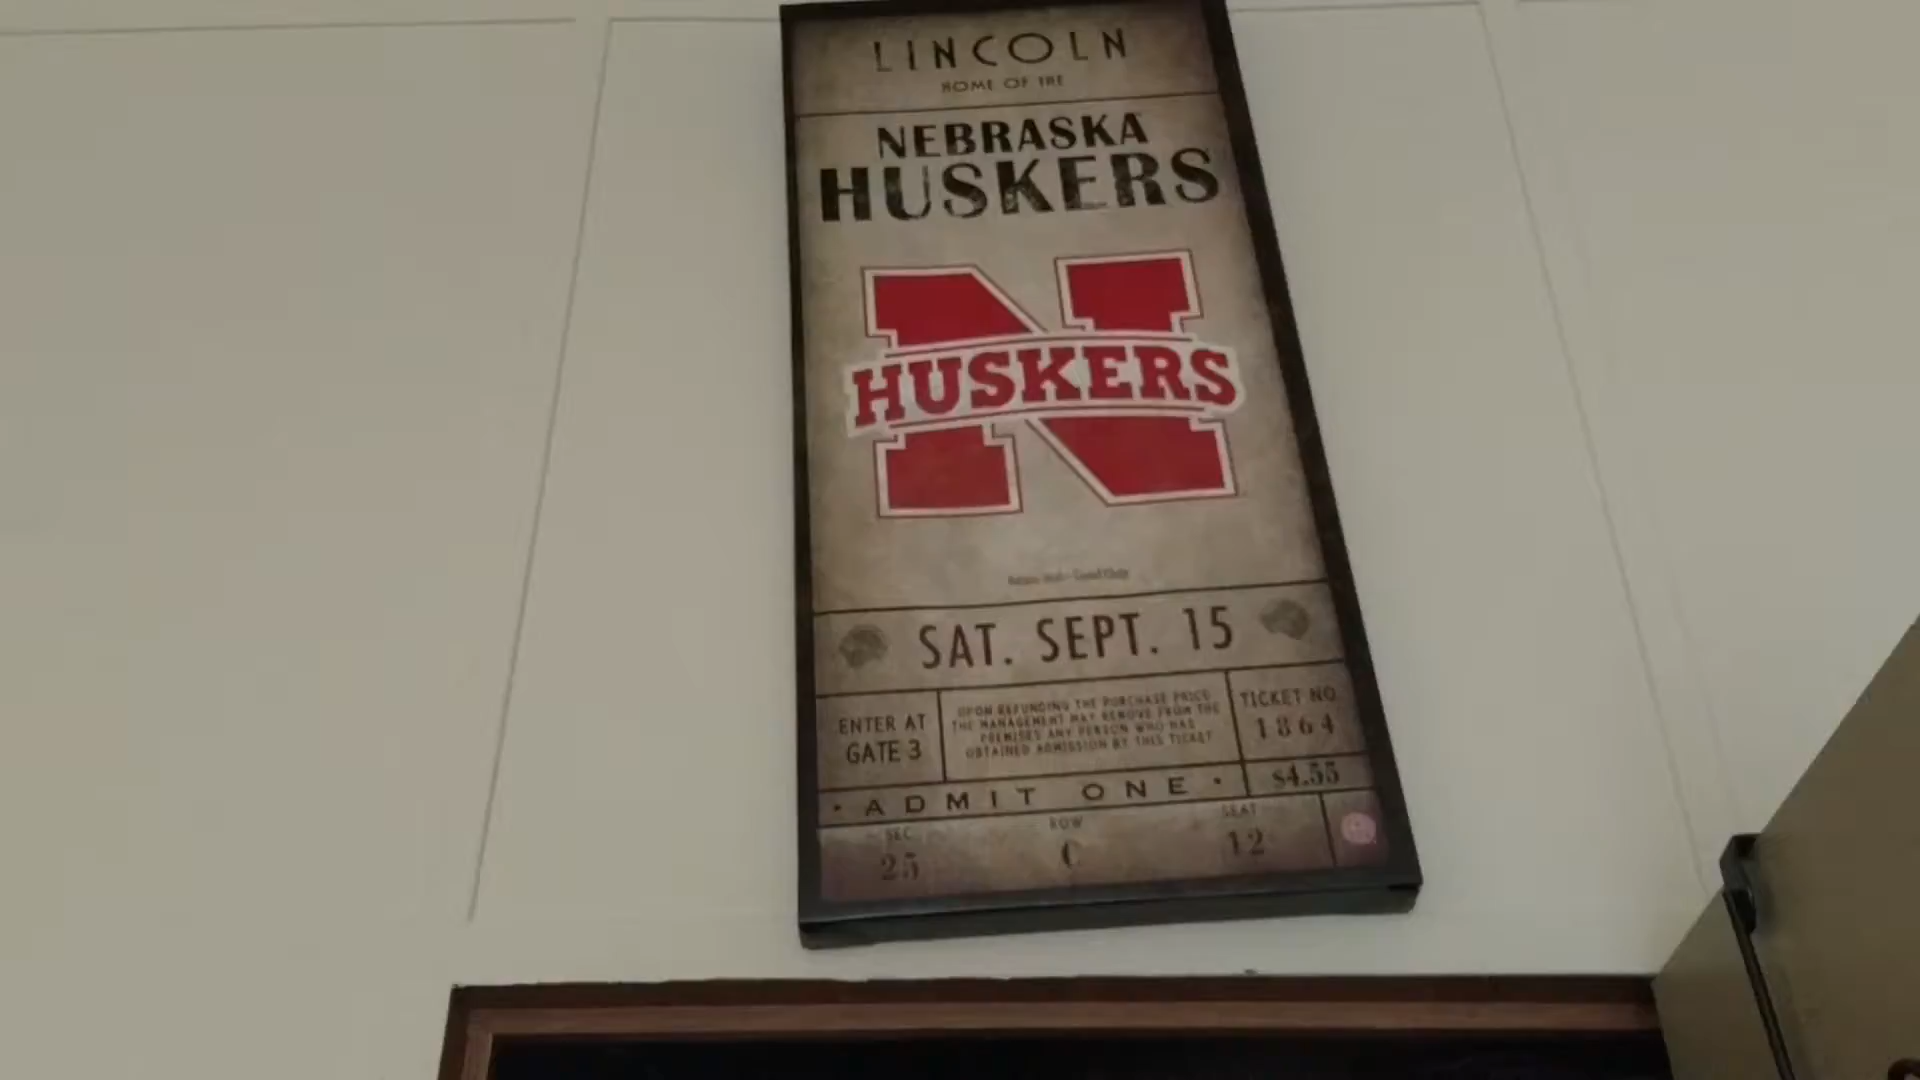 LINCOLN
HOME OF THE
NEBRASKA
HUSKERS
HUSKERS
SAT. SEPT. 15
ENTER AT
GATE 3
UPON REFUNDING THE PURCHASE PRICE
THE MANAGEMENT MAY REMOVE FROM THE
PREMISES ANY PERSON WHO HAS
OBTAINED ADMISSION BY THIS TICKET
TICKET NO.
1864
• ADMIT ONE •
$4.55
SEC
25
ROW
C
SEAT
12